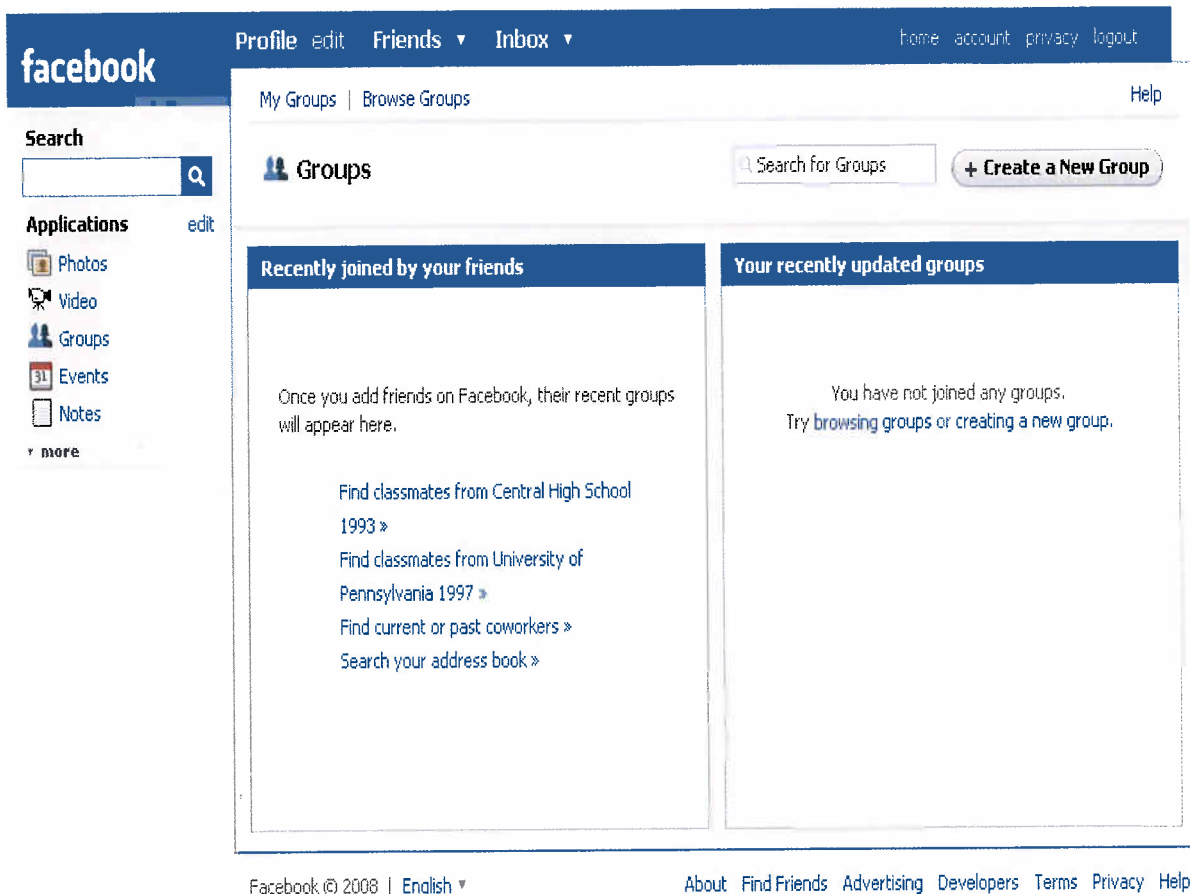 facebook
Profile edit Friends ▼ Inbox ▼
home account privacy logout
Search
Applications edit
Photos
Video
Groups
31 Events
Notes
▼ more
My Groups | Browse Groups
Help
Groups
Search for Groups
+ Create a New Group
Recently joined by your friends
Once you add friends on Facebook, their recent groups
will appear here.
Find classmates from Central High School
1993 »
Find classmates from University of
Pennsylvania 1997 »
Find current or past coworkers »
Search your address book »
Your recently updated groups
You have not joined any groups.
Try browsing groups or creating a new group.
Facebook © 2008 | English ▼
About Find Friends Advertising Developers Terms Privacy Help